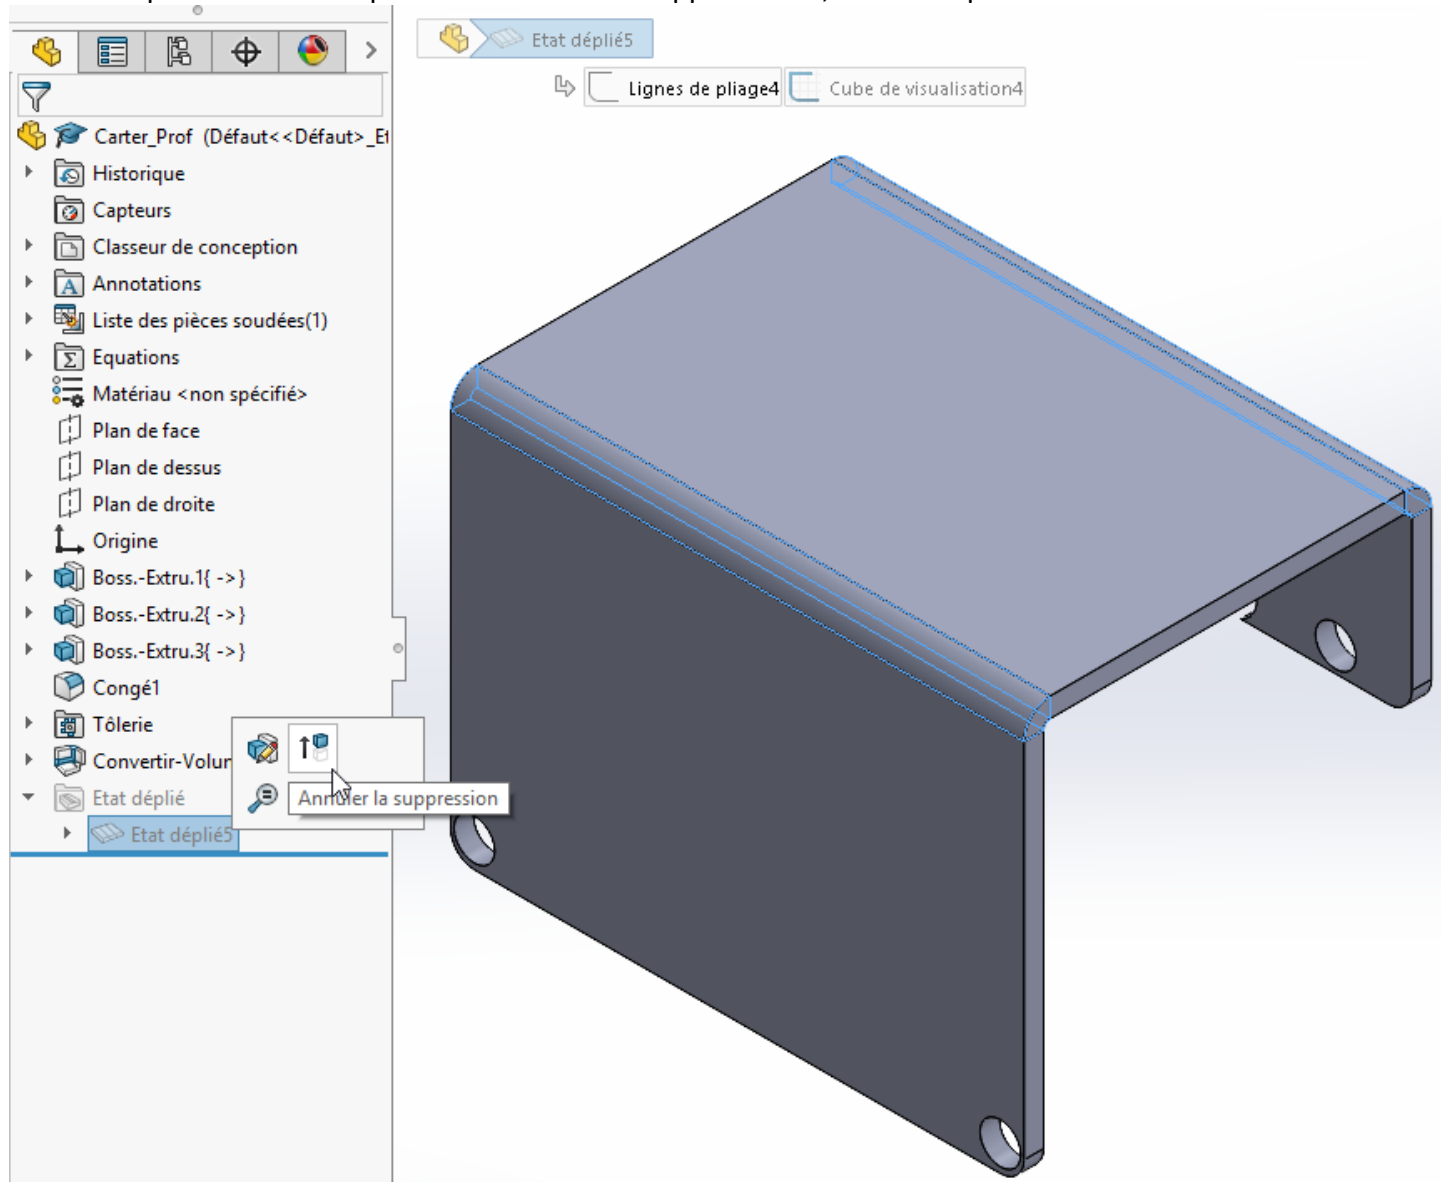 Etat déplié5
Lignes de pliage4
Cube de visualisation4
Carter_Prof (Défaut<<Défaut>_Et
Historique
Capteurs
Classeur de conception
Annotations
Liste des pièces soudées(1)
Equations
Matériau <non spécifié>
Plan de face
Plan de dessus
Plan de droite
Origine
Boss.-Extru.1{ ->}
Boss.-Extru.2{ ->}
Boss.-Extru.3{ ->}
Congé1
Tôlerie
Convertir-Volum
Etat déplié
Annuler la suppression
Etat déplié5